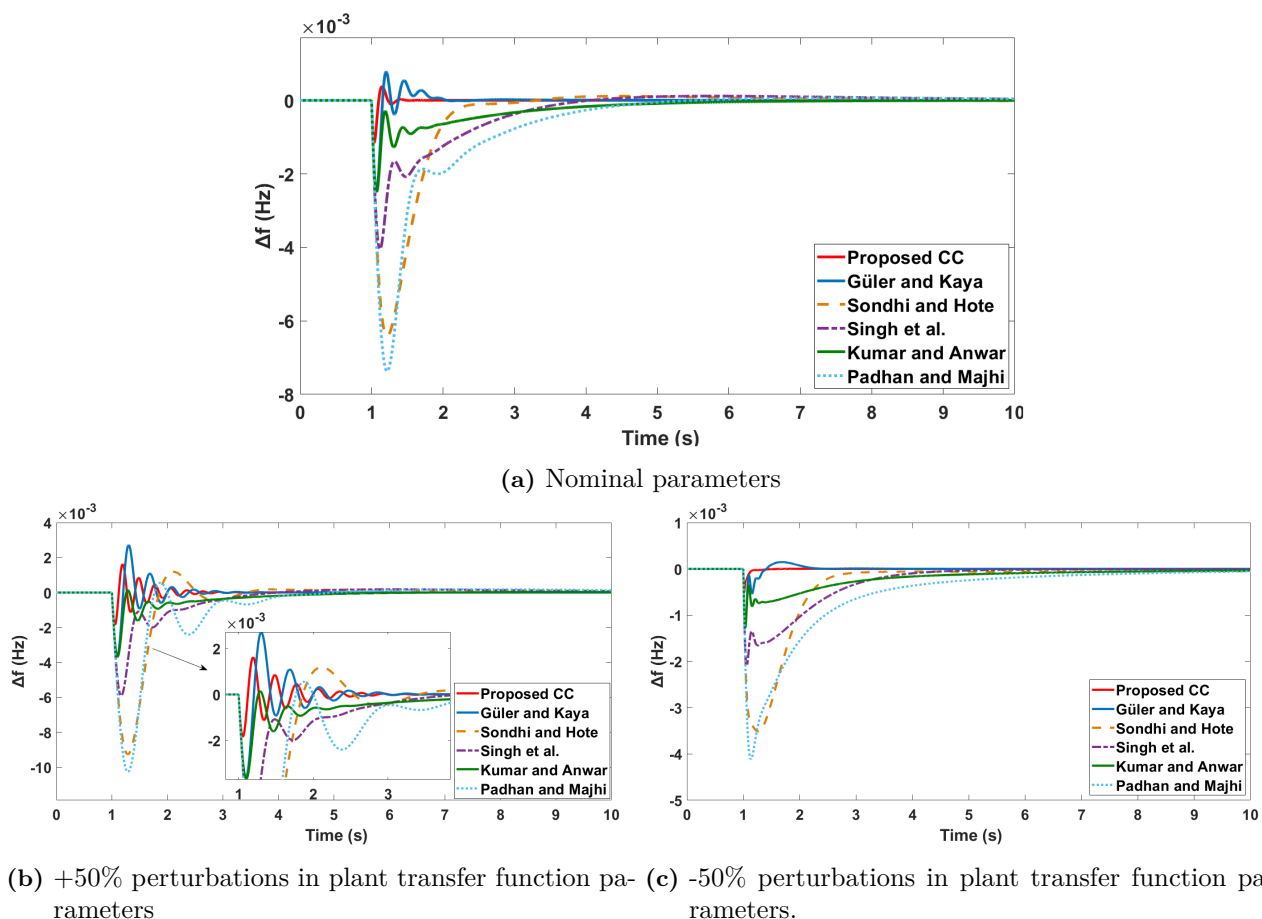 ×10⁻³
0
-2
-4
-6
-8
Δf (Hz)
0 1 2 3 4 5 6 7 8 9 10
Time (s)
Proposed CC
Güler and Kaya
Sondhi and Hote
Singh et al.
Kumar and Anwar
Padhan and Majhi
(a) Nominal parameters
×10⁻³
4
2
0
-2
-4
-6
-8
-10
Δf (Hz)
0 1 2 3 4 5 6 7 8 9 10
Time (s)
×10⁻³
2
0
-2
1 2 3
Proposed CC
Güler and Kaya
Sondhi and Hote
Singh et al.
Kumar and Anwar
Padhan and Majhi
(b) +50% perturbations in plant transfer function pa-
rameters
×10⁻³
1
0
-1
-2
-3
-4
-5
Δf (Hz)
0 1 2 3 4 5 6 7 8 9 10
Time (s)
Proposed CC
Güler and Kaya
Sondhi and Hote
Singh et al.
Kumar and Anwar
Padhan and Majhi
(c) -50% perturbations in plant transfer function pa
rameters.